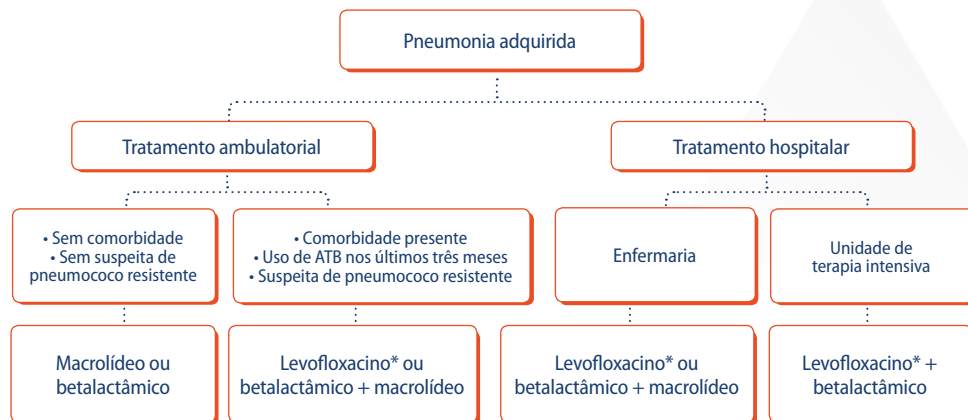 Pneumonia adquirida
Tratamento ambulatorial
Tratamento hospitalar
• Sem comorbidade
• Sem suspeita de
pneumococo resistente
• Comorbidade presente
• Uso de ATB nos últimos três meses
• Suspeita de pneumococo resistente
Enfermaria
Unidade de
terapia intensiva
Macrolídeo ou
betalactâmico
Levofloxacino* ou
betalactâmico + macrolídeo
Levofloxacino* ou
betalactâmico + macrolídeo
Levofloxacino* +
betalactâmico